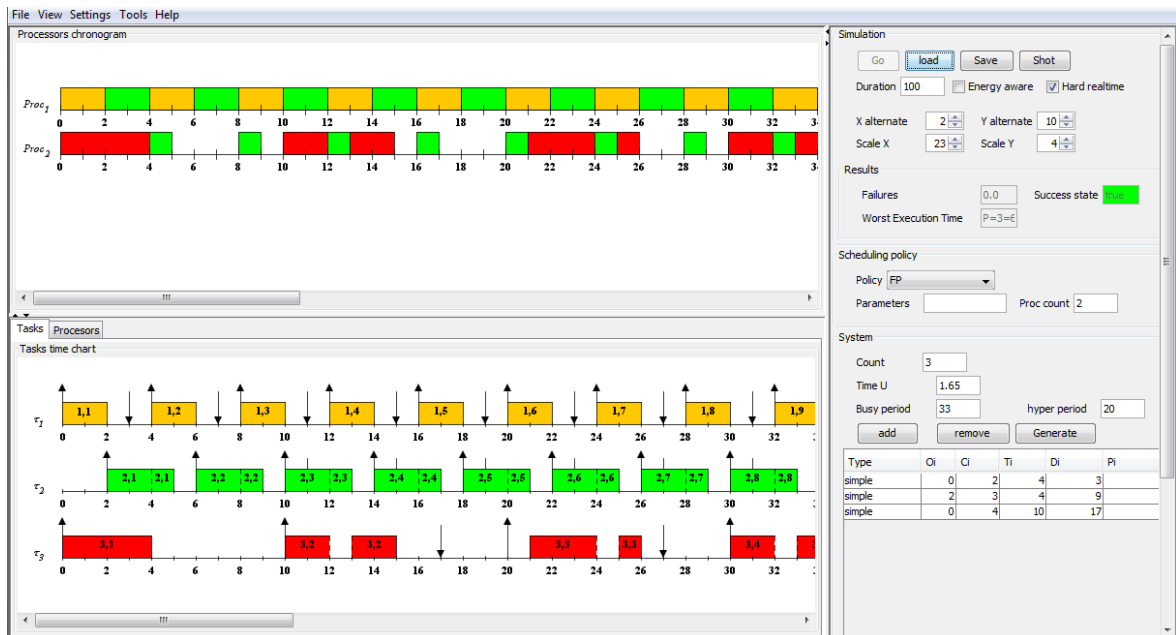 File View Settings Tools Help
Processors chronogram
Proc1
0 2 4 6 8 10 12 14 16 18 20 22 24 26 28 30 32 34
Proc2
0 2 4 6 8 10 12 14 16 18 20 22 24 26 28 30 32 3
Tasks Procesors
Tasks time chart
1,1 1,2 1,3 1,4 1,5 1,6 1,7 1,8 1,9
τ1
0 2 4 6 8 10 12 14 16 18 20 22 24 26 28 30 32
2,1 2,1 2,2 2,2 2,3 2,3 2,4 2,4 2,5 2,5 2,6 2,6 2,7 2,7 2,8 2,8
τ2
0 2 4 6 8 10 12 14 16 18 20 22 24 26 28 30 32
3,1 3,2 3,2 3,3 3,3 3,4
τ3
0 2 4 6 8 10 12 14 16 18 20 22 24 26 28 30 32
Simulation
Go load Save Shot
Duration 100 Energy aware Hard realtime
X alternate 2 Y alternate 10
Scale X 23 Scale Y 4
Results
Failures 0.0 Success state true
Worst Execution Time P=3=6
Scheduling policy
Policy FP
Parameters Proc count 2
System
Count 3
Time U 1.65
Busy period 33 hyper period 20
add remove Generate
Type Oi Ci Ti Di Pi
simple 0 2 4 3
simple 2 3 4 9
simple 0 4 10 17